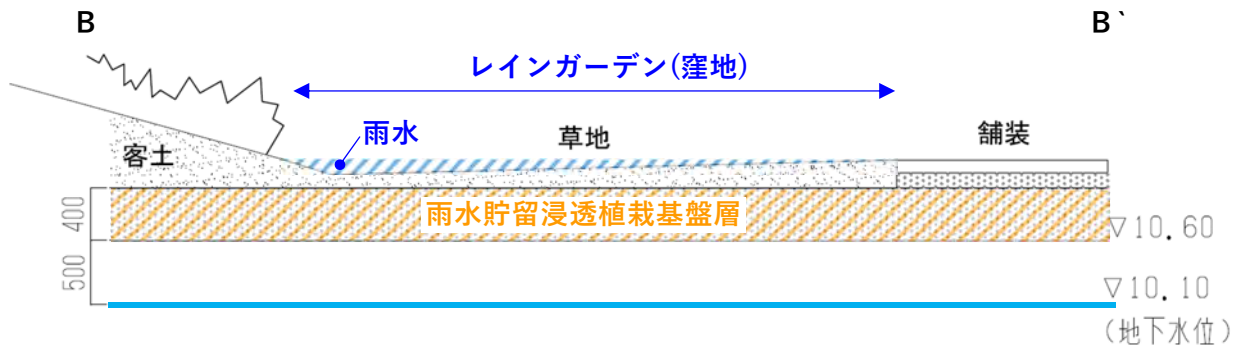 B
B`
レインガーデン(窪地)
雨水
草地
舗装
客土
400
雨水貯留浸透植栽基盤層
▽10.60
500
▽10.10
(地下水位)